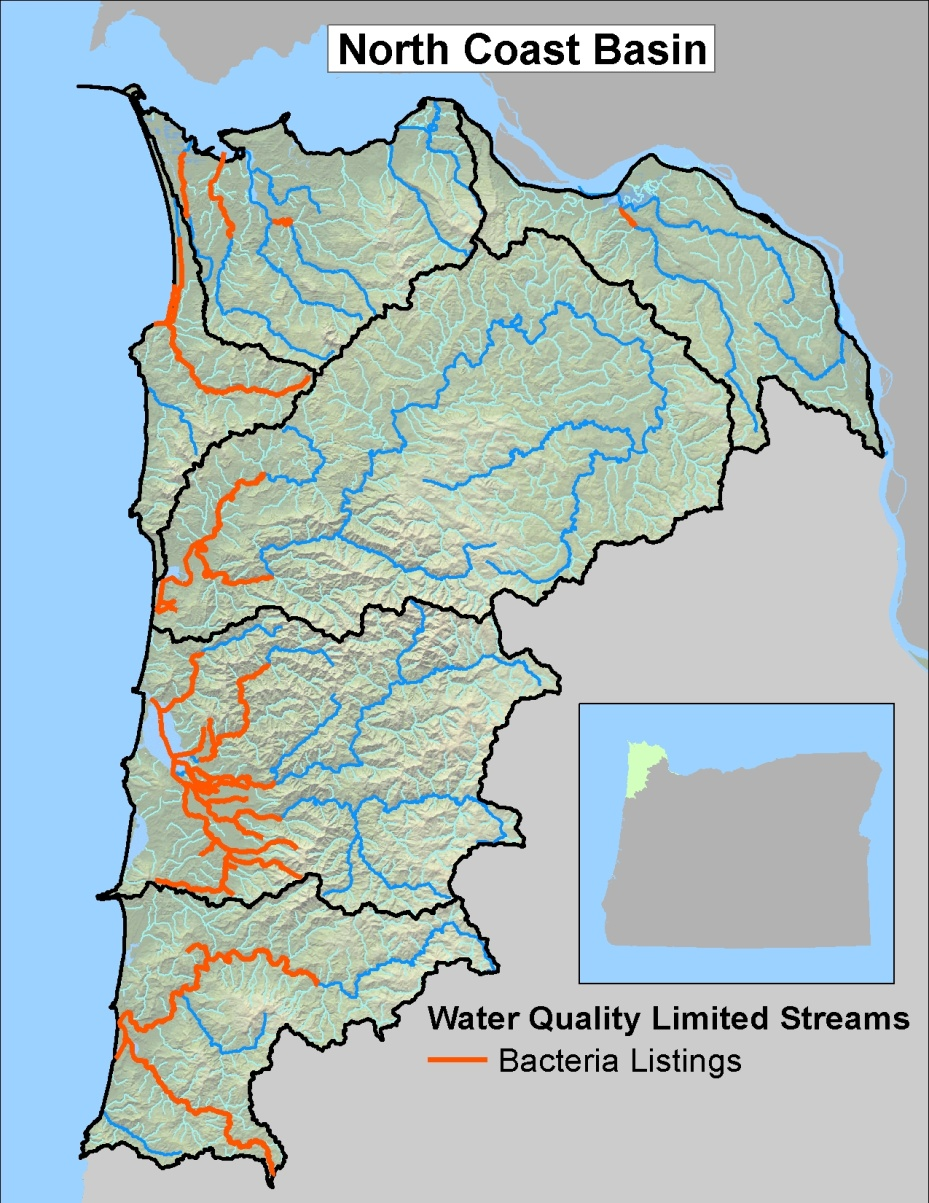 North Coast Basin
Water Quality Limited Streams
Bacteria Listings